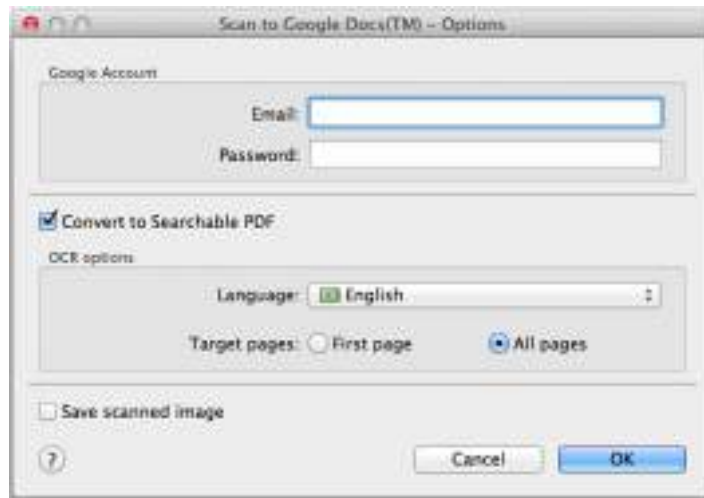 Scan to Google Docs(TM) – Options
Google Account
Email:
Password:
Convert to Searchable PDF
OCR options
Language: English
Target pages: First page All pages
Save scanned image
?
Cancel OK